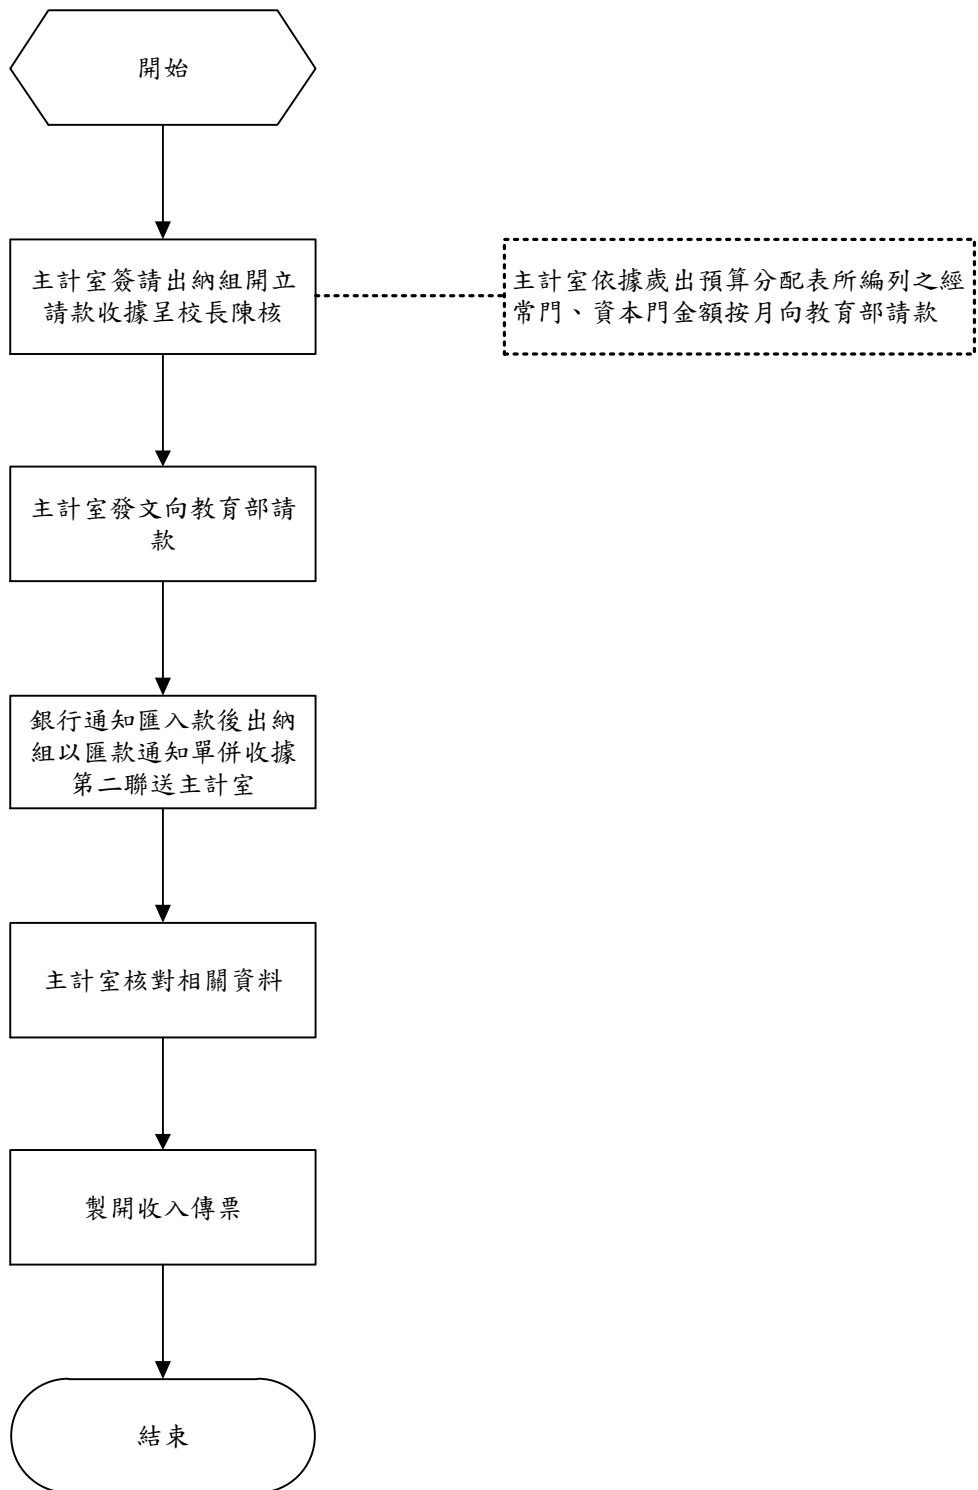 開始
主計室簽請出納組開立
請款收據呈校長陳核
主計室依據歲出預算分配表所編列之經
常門、資本門金額按月向教育部請款
主計室發文向教育部請
款
銀行通知匯入款後出納
組以匯款通知單併收據
第二聯送主計室
主計室核對相關資料
製開收入傳票
結束